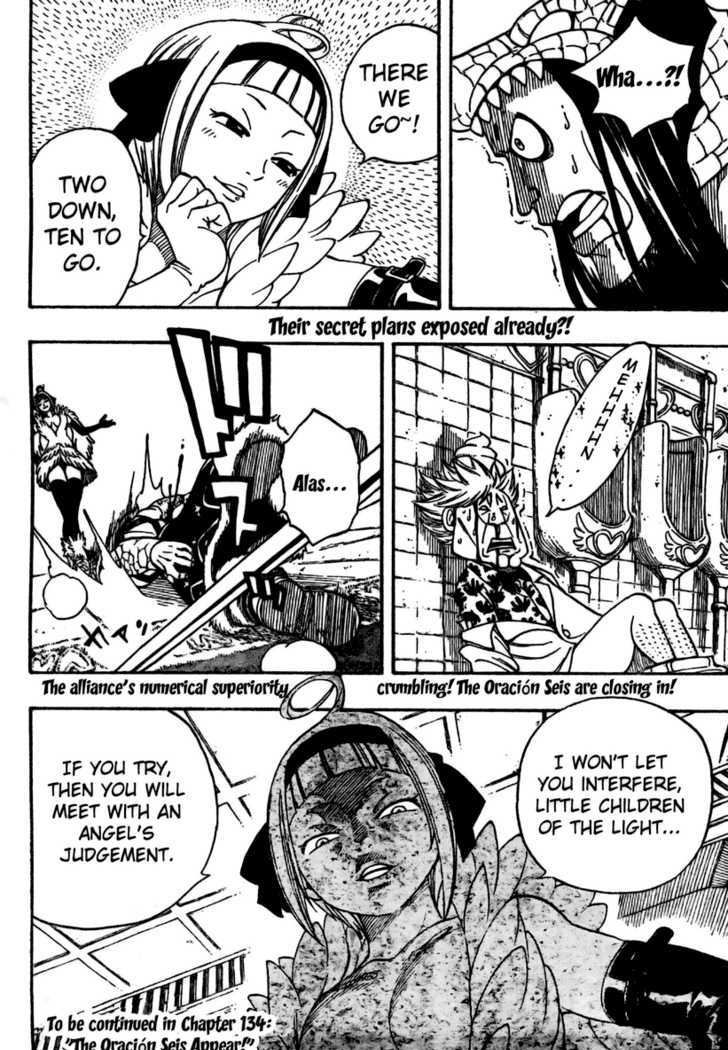 Wha...?!
THERE
WE
GO~!
TWO
DOWN,
TEN TO
GO.
Their secret plans exposed already?!
MEHHHHN
Alas...
The alliance's numerical superiority
crumbling! The Oración Seis are closing in!
I WON'T LET
YOU INTERFERE,
LITTLE CHILDREN
OF THE LIGHT...
IF YOU TRY,
THEN YOU WILL
MEET WITH AN
ANGEL'S
JUDGEMENT.
To be continued in Chapter 134:
"The Oración Seis Appear!"